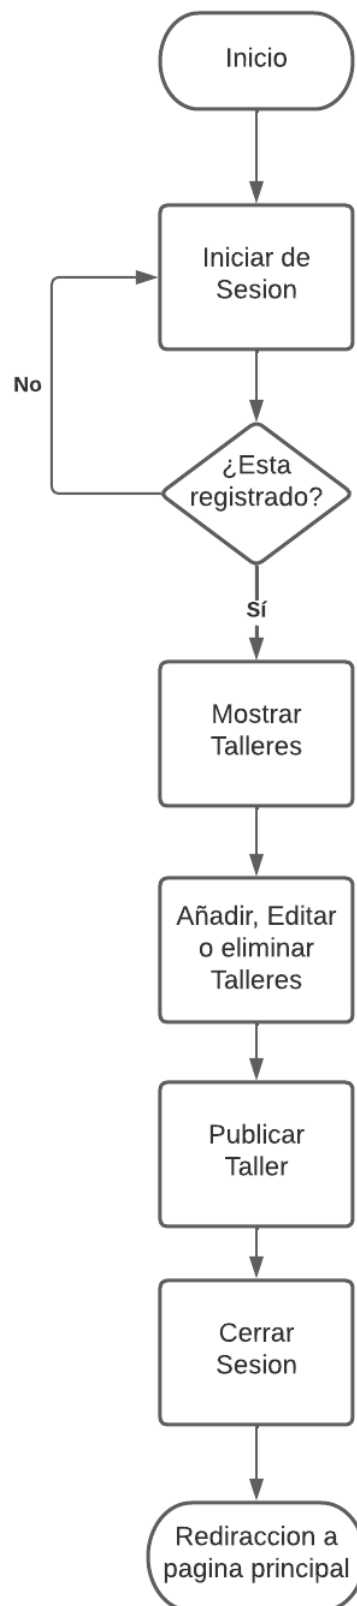 Inicio
Iniciar de
Sesion
No
¿Esta
registrado?
Sí
Mostrar
Talleres
Añadir, Editar
o eliminar
Talleres
Publicar
Taller
Cerrar
Sesion
Rediraccion a
pagina principal